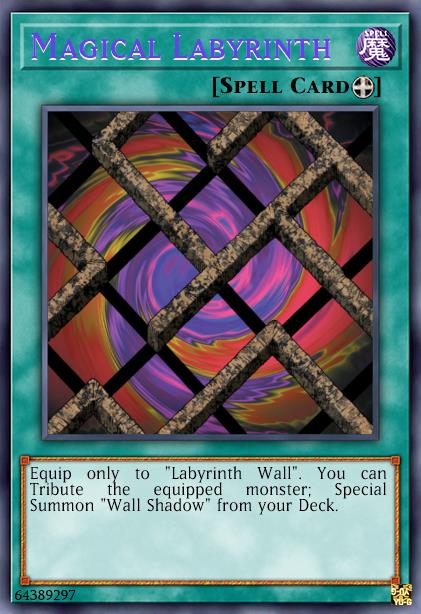 MAGICAL LABYRINTH
SPELL
魔
[SPELL CARD]
Equip only to "Labyrinth Wall". You can
Tribute the equipped monster; Special
Summon "Wall Shadow" from your Deck.
64389297